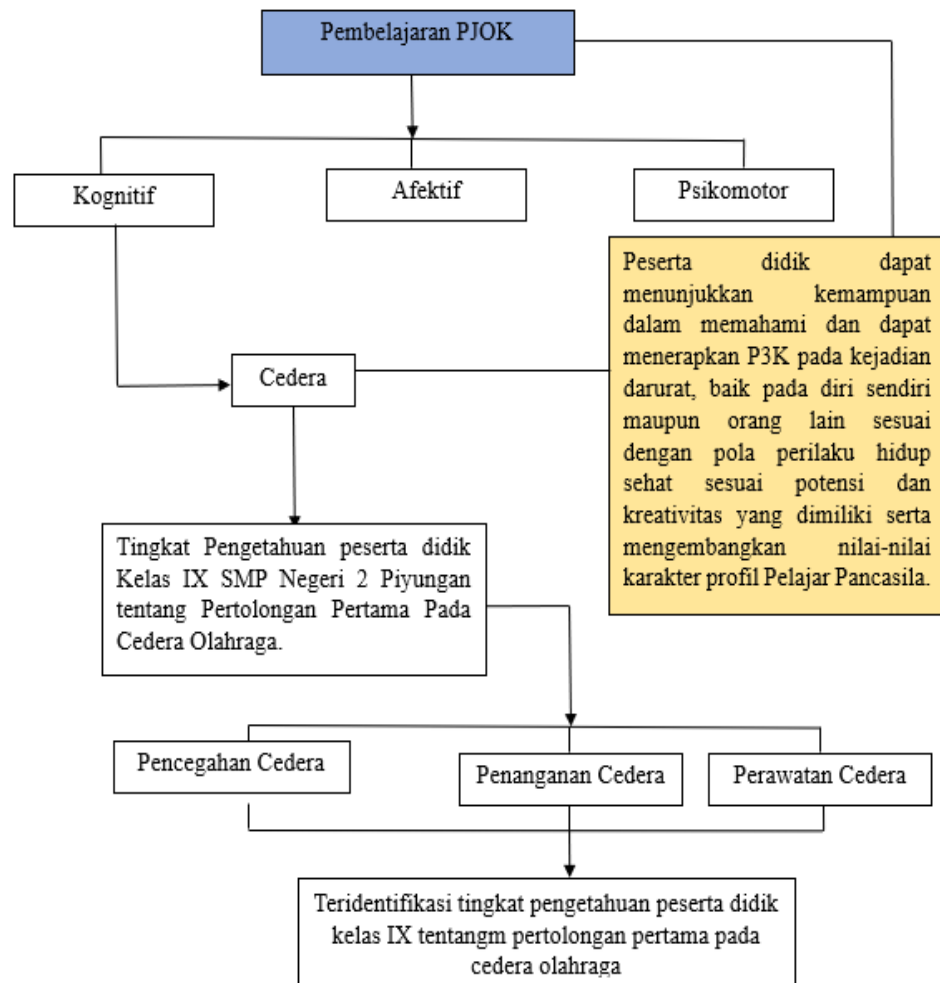 Pembelajaran PJOK
Kognitif
Afektif
Psikomotor
Peserta didik dapat
menunjukkan kemampuan
dalam memahami dan dapat
menerapkan P3K pada kejadian
darurat, baik pada diri sendiri
maupun orang lain sesuai
dengan pola perilaku hidup
sehat sesuai potensi dan
kreativitas yang dimiliki serta
mengembangkan nilai-nilai
karakter profil Pelajar Pancasila.
Cedera
Tingkat Pengetahuan peserta didik
Kelas IX SMP Negeri 2 Piyungan
tentang Pertolongan Pertama Pada
Cedera Olahraga.
Pencegahan Cedera
Penanganan Cedera
Perawatan Cedera
Teridentifikasi tingkat pengetahuan peserta didik
kelas IX tentangm pertolongan pertama pada
cedera olahraga